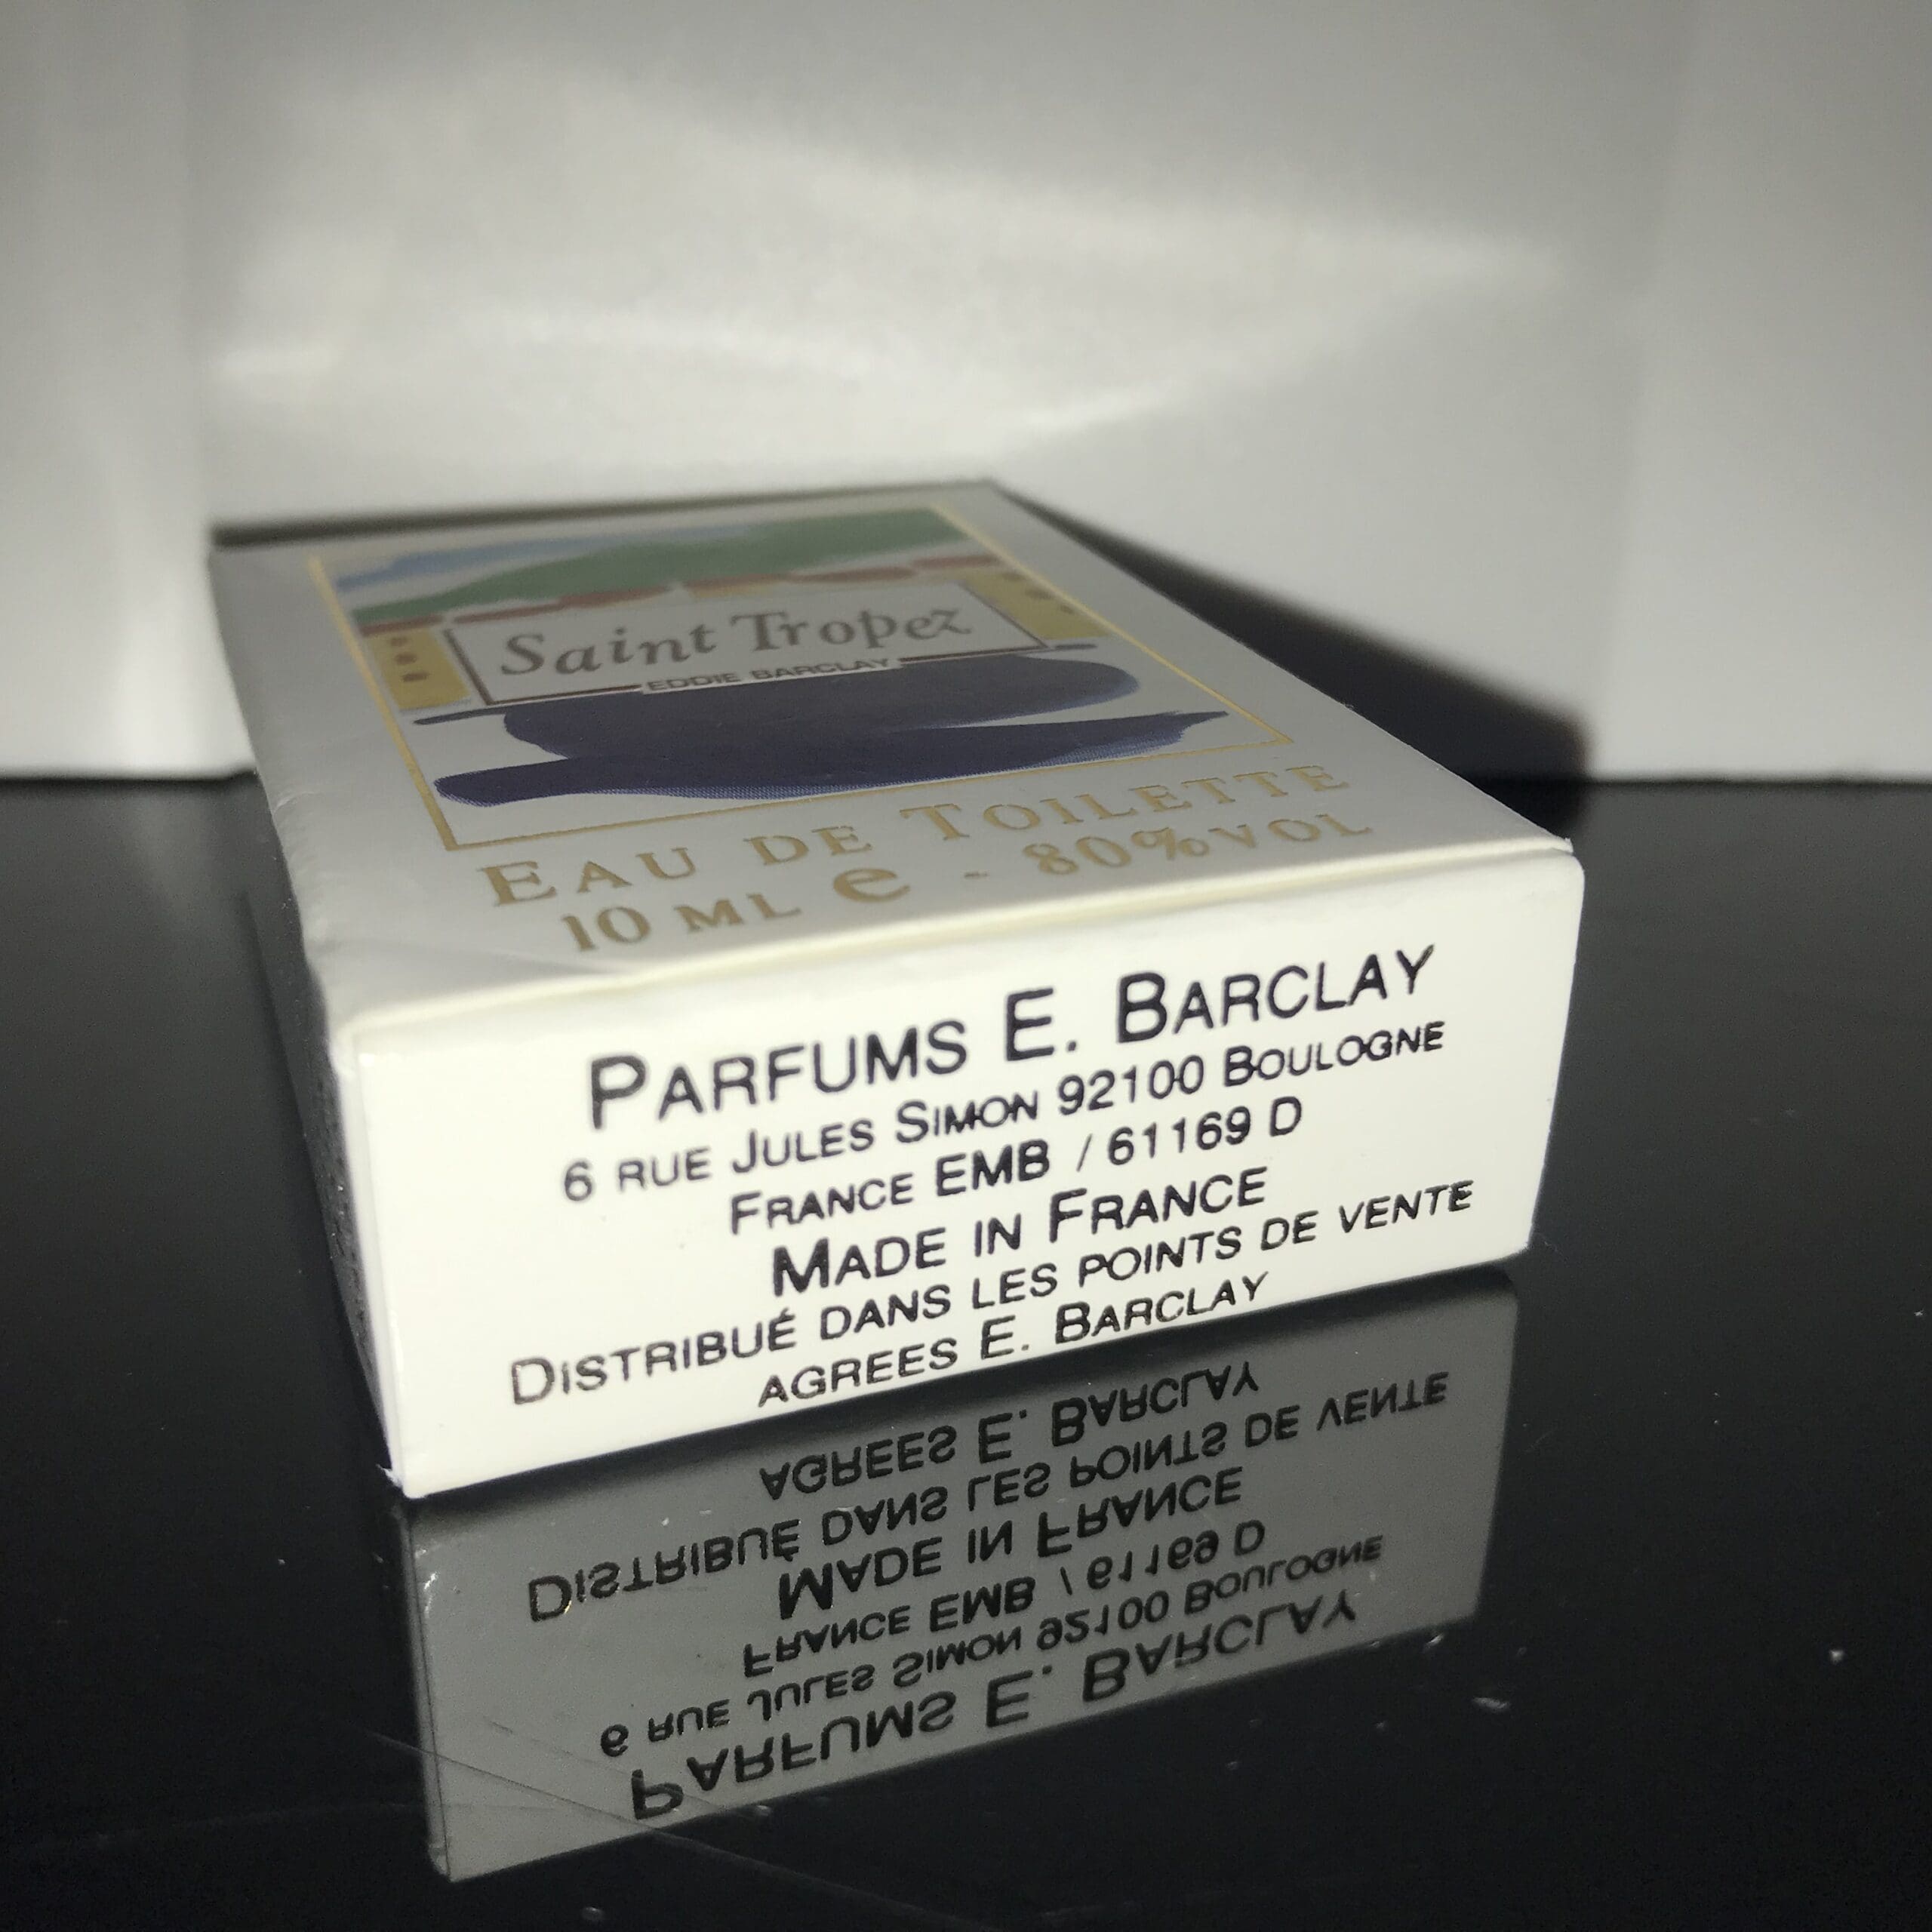 Saint Tropez
EDDIE BARCLAY
EAU DE TOILETTE
10 ML e - 80%VOL
PARFUMS E. BARCLAY
6 RUE JULES SIMON 92100 BOULOGNE
FRANCE EMB / 61169 D
MADE IN FRANCE
DISTRIBUÉ DANS LES POINTS DE VENTE
AGREES E. BARCLAY